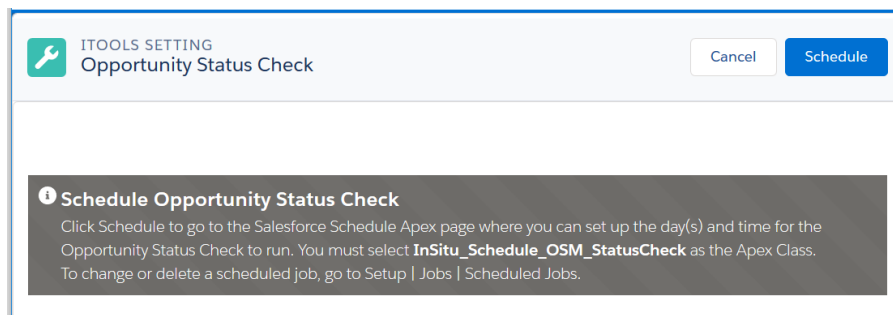 ITOOLS SETTING
Opportunity Status Check
Cancel
Schedule
Schedule Opportunity Status Check
Click Schedule to go to the Salesforce Schedule Apex page where you can set up the day(s) and time for the
Opportunity Status Check to run. You must select InSitu_Schedule_OSM_StatusCheck as the Apex Class.
To change or delete a scheduled job, go to Setup | Jobs | Scheduled Jobs.